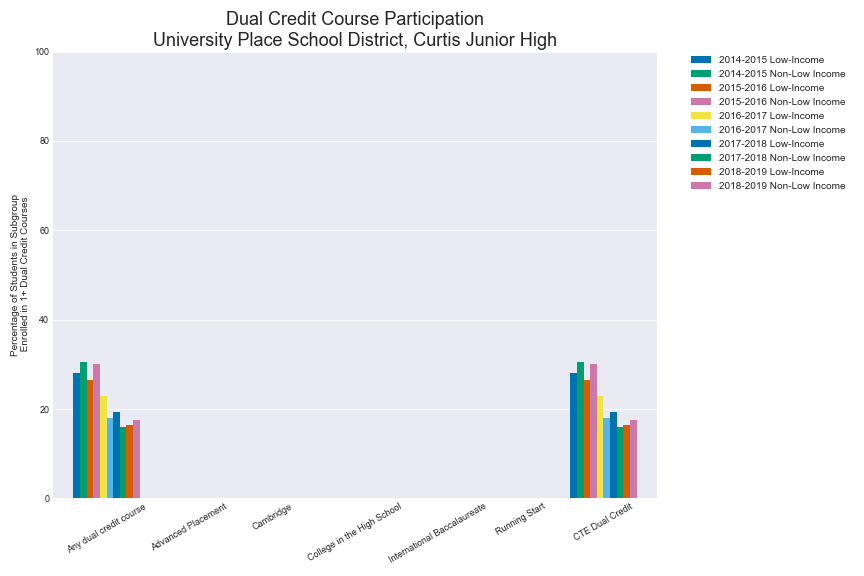 Dual Credit Course Participation
University Place School District, Curtis Junior High
Percentage of Students in Subgroup
Enrolled in 1+ Dual Credit Courses
100
80
60
40
20
0
Any dual credit course
Advanced Placement
Cambridge
College in the High School
International Baccalaureate
Running Start
CTE Dual Credit
2014-2015 Low-Income
2014-2015 Non-Low Income
2015-2016 Low-Income
2015-2016 Non-Low Income
2016-2017 Low-Income
2016-2017 Non-Low Income
2017-2018 Low-Income
2017-2018 Non-Low Income
2018-2019 Low-Income
2018-2019 Non-Low Income